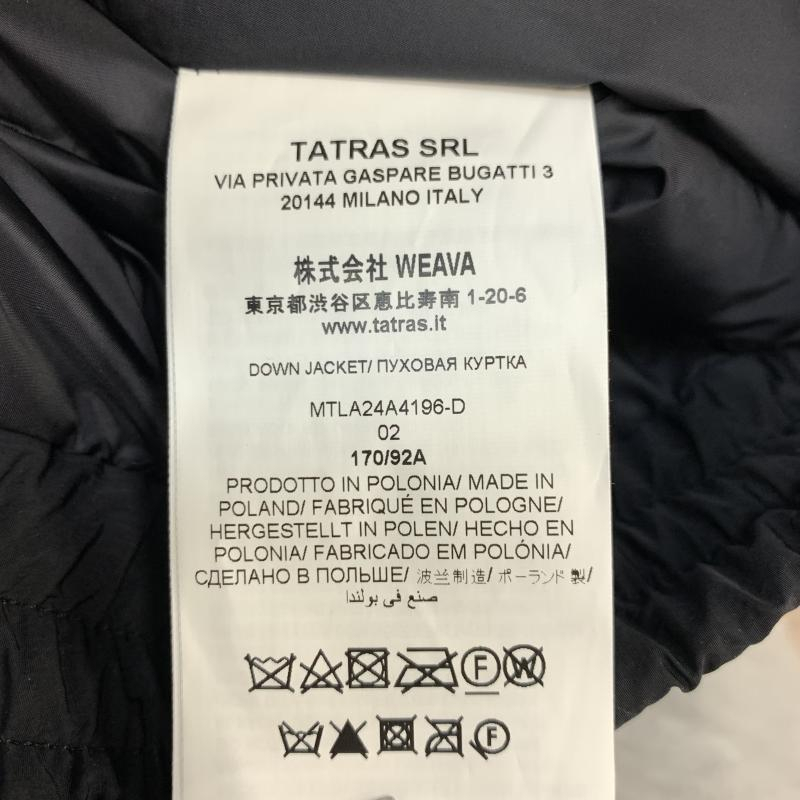 TATRAS SRL
VIA PRIVATA GASPARE BUGATTI 3
20144 MILANO ITALY
株式会社 WEAVA
東京都渋谷区恵比寿南 1-20-6
www.tatras.it
DOWN JACKET/ ПУХОВАЯ КУРТКА
MTLA24A4196-D
02
170/92A
PRODOTTO IN POLONIA/ MADE IN
POLAND/ FABRIQUÉ EN POLOGNE/
HERGESTELLT IN POLEN/ HECHO EN
POLONIA/ FABRICADO EM POLÓNIA/
СДЕЛАНО В ПОЛЬШЕ/ 波兰制造/ ポーランド 製/
صنع في بولندا
F W
F